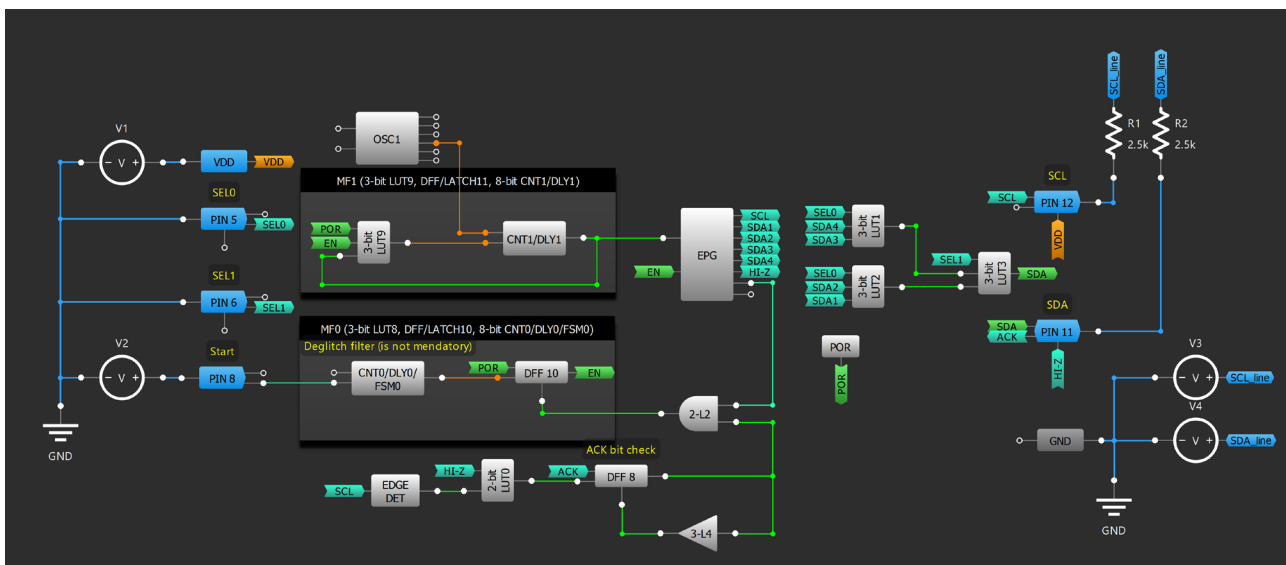 V1
- V +
VDD
VDD
SEL0
PIN 5
SEL0
SEL1
PIN 6
SEL1
V2
- V +
Start
PIN 8
GND
OSC1
MF1 (3-bit LUT9, DFF/LATCH11, 8-bit CNT1/DLY1)
POR
EN
3-bit
LUT9
CNT1/DLY1
MF0 (3-bit LUT8, DFF/LATCH10, 8-bit CNT0/DLY0/FSM0)
Deglitch filter (is not mendatory)
CNT0/DLY0/
FSM0
POR
DFF 10
EN
2-L2
ACK bit check
SCL
EDGE
DET
HI-Z
2-bit
LUT0
ACK
DFF 8
3-L4
EN
EPG
SCL
SDA1
SDA2
SDA3
SDA4
HI-Z
SEL0
SDA4
SDA3
3-bit
LUT1
SEL0
SDA2
SDA1
3-bit
LUT2
SEL1
3-bit
LUT3
SDA
POR
POR
SCL_line
SDA_line
R1
2.5k
R2
2.5k
SCL
SCL
PIN 12
VDD
SDA
SDA
ACK
PIN 11
HI-Z
V3
- V +
SCL_line
V4
- V +
SDA_line
GND
GND